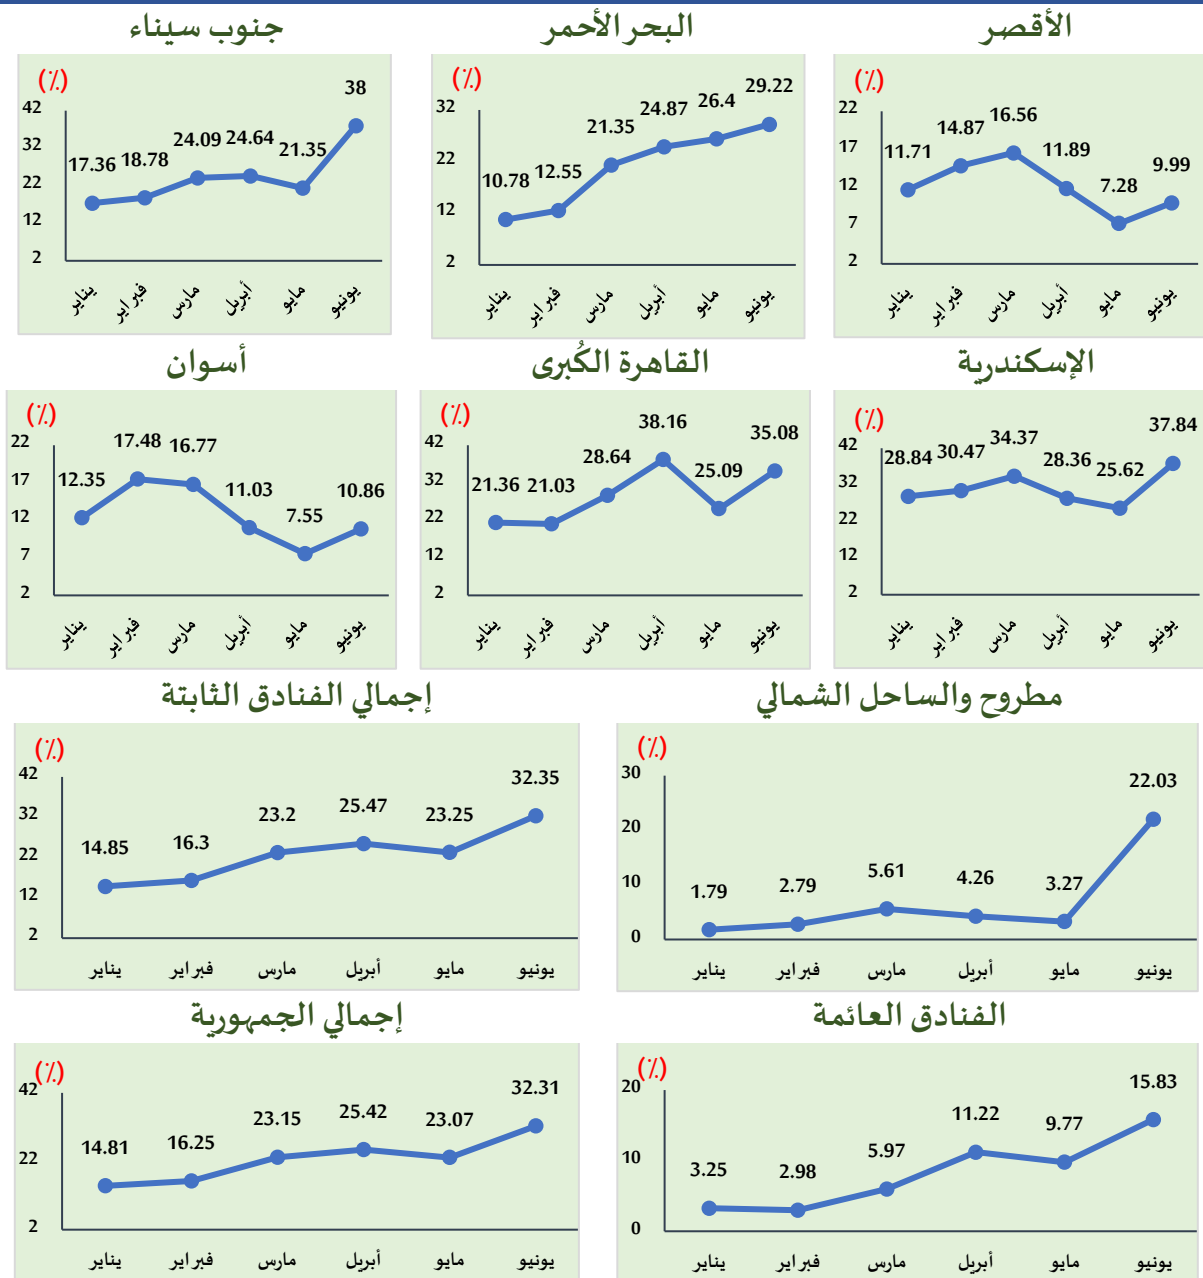 الأقصر
(٪)
22
17
12
7
2
11.71
14.87
16.56
11.89
7.28
9.99
يناير
فبراير
مارس
أبريل
مايو
يونيو
البحر الأحمر
(٪)
32
22
12
2
10.78
12.55
21.35
24.87
26.4
29.22
يناير
فبراير
مارس
أبريل
مايو
يونيو
جنوب سيناء
(٪)
42
32
22
12
2
17.36
18.78
24.09
24.64
21.35
38
يناير
فبراير
مارس
أبريل
مايو
يونيو
الإسكندرية
(٪)
42
32
22
12
2
28.84
30.47
34.37
28.36
25.62
37.84
يناير
فبراير
مارس
أبريل
مايو
يونيو
القاهرة الكُبرى
(٪)
42
32
22
12
2
21.36
21.03
28.64
38.16
25.09
35.08
يناير
فبراير
مارس
أبريل
مايو
يونيو
أسوان
(٪)
22
17
12
7
2
12.35
17.48
16.77
11.03
7.55
10.86
يناير
فبراير
مارس
أبريل
مايو
يونيو
مطروح والساحل الشمالي
(٪)
30
20
10
0
1.79
2.79
5.61
4.26
3.27
22.03
يناير
فبراير
مارس
أبريل
مايو
يونيو
إجمالي الفنادق الثابتة
(٪)
42
32
22
12
2
14.85
16.3
23.2
25.47
23.25
32.35
يناير
فبراير
مارس
أبريل
مايو
يونيو
الفنادق العائمة
(٪)
20
10
0
3.25
2.98
5.97
11.22
9.77
15.83
يناير
فبراير
مارس
أبريل
مايو
يونيو
إجمالي الجمهورية
(٪)
42
22
2
14.81
16.25
23.15
25.42
23.07
32.31
يناير
فبراير
مارس
أبريل
مايو
يونيو